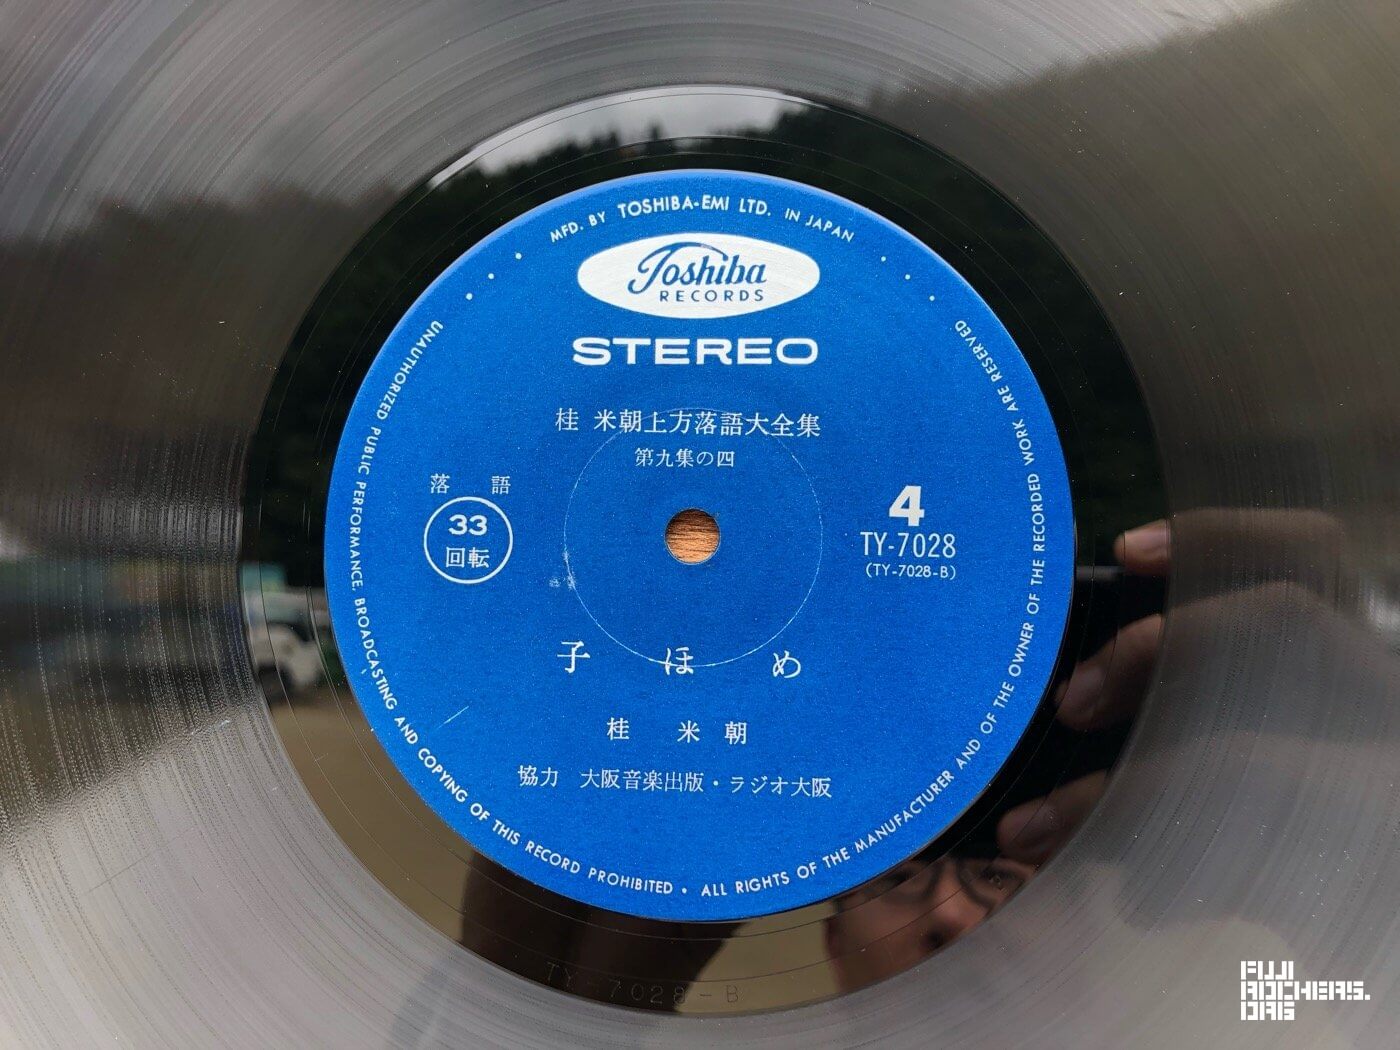 MFD. BY TOSHIBA-EMI LTD. IN JAPAN
Toshiba
RECORDS
STEREO
桂 米朝上方落語大全集
第九集の四
落 語
33
回転
4
TY-7028
(TY-7028-B)
子 ほ め
桂 米 朝
協力 大阪音楽出版・ラジオ大阪
UNAUTHORIZED PUBLIC PERFORMANCE, BROADCASTING AND COPYING OF THIS RECORD PROHIBITED • ALL RIGHTS OF THE MANUFACTURER AND OF THE OWNER OF THE RECORDED WORK ARE RESERVED
TY-7028-B
FUJI
ROCKERS.
ORG